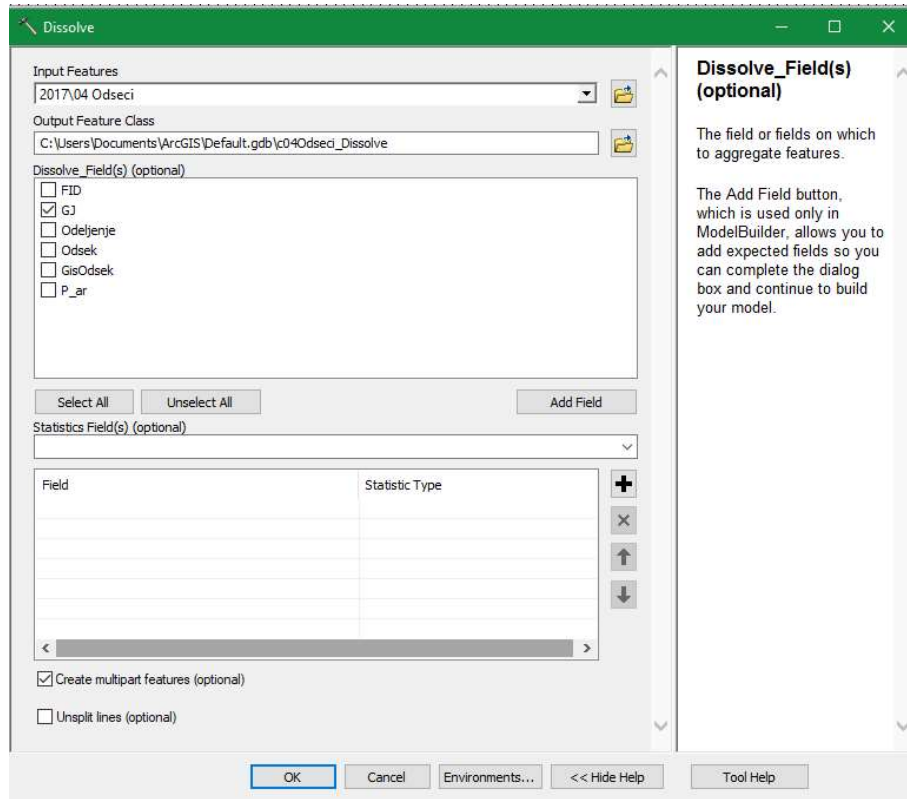 Dissolve
Input Features
2017\04 Odseci
Output Feature Class
C:\Users\Documents\ArcGIS\Default.gdb\c04Odseci_Dissolve
Dissolve_Field(s) (optional)
FID
GJ
Odeljenje
Odsek
GisOdsek
P_ar
Select All
Unselect All
Add Field
Statistics Field(s) (optional)
Field
Statistic Type
Create multipart features (optional)
Unsplit lines (optional)
OK
Cancel
Environments...
<< Hide Help
Tool Help
Dissolve_Field(s)
(optional)
The field or fields on which
to aggregate features.
The Add Field button,
which is used only in
ModelBuilder, allows you to
add expected fields so you
can complete the dialog
box and continue to build
your model.